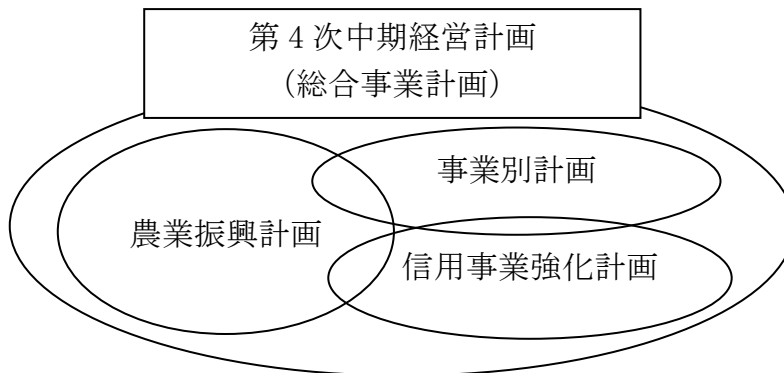 第4次中期経営計画
(総合事業計画)
事業別計画
農業振興計画
信用事業強化計画